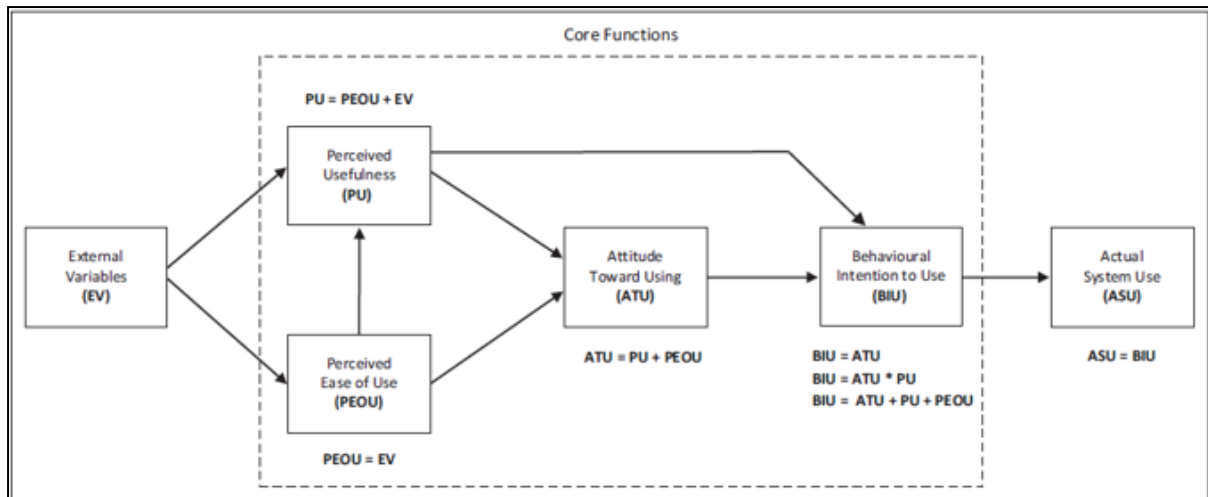 Core Functions
PU = PEOU + EV
Perceived
Usefulness
(PU)
External
Variables
(EV)
Attitude
Toward Using
(ATU)
Behavioural
Intention to Use
(BIU)
Actual
System Use
(ASU)
Perceived
Ease of Use
(PEOU)
ATU = PU + PEOU
BIU = ATU
BIU = ATU * PU
BIU = ATU + PU + PEOU
ASU = BIU
PEOU = EV